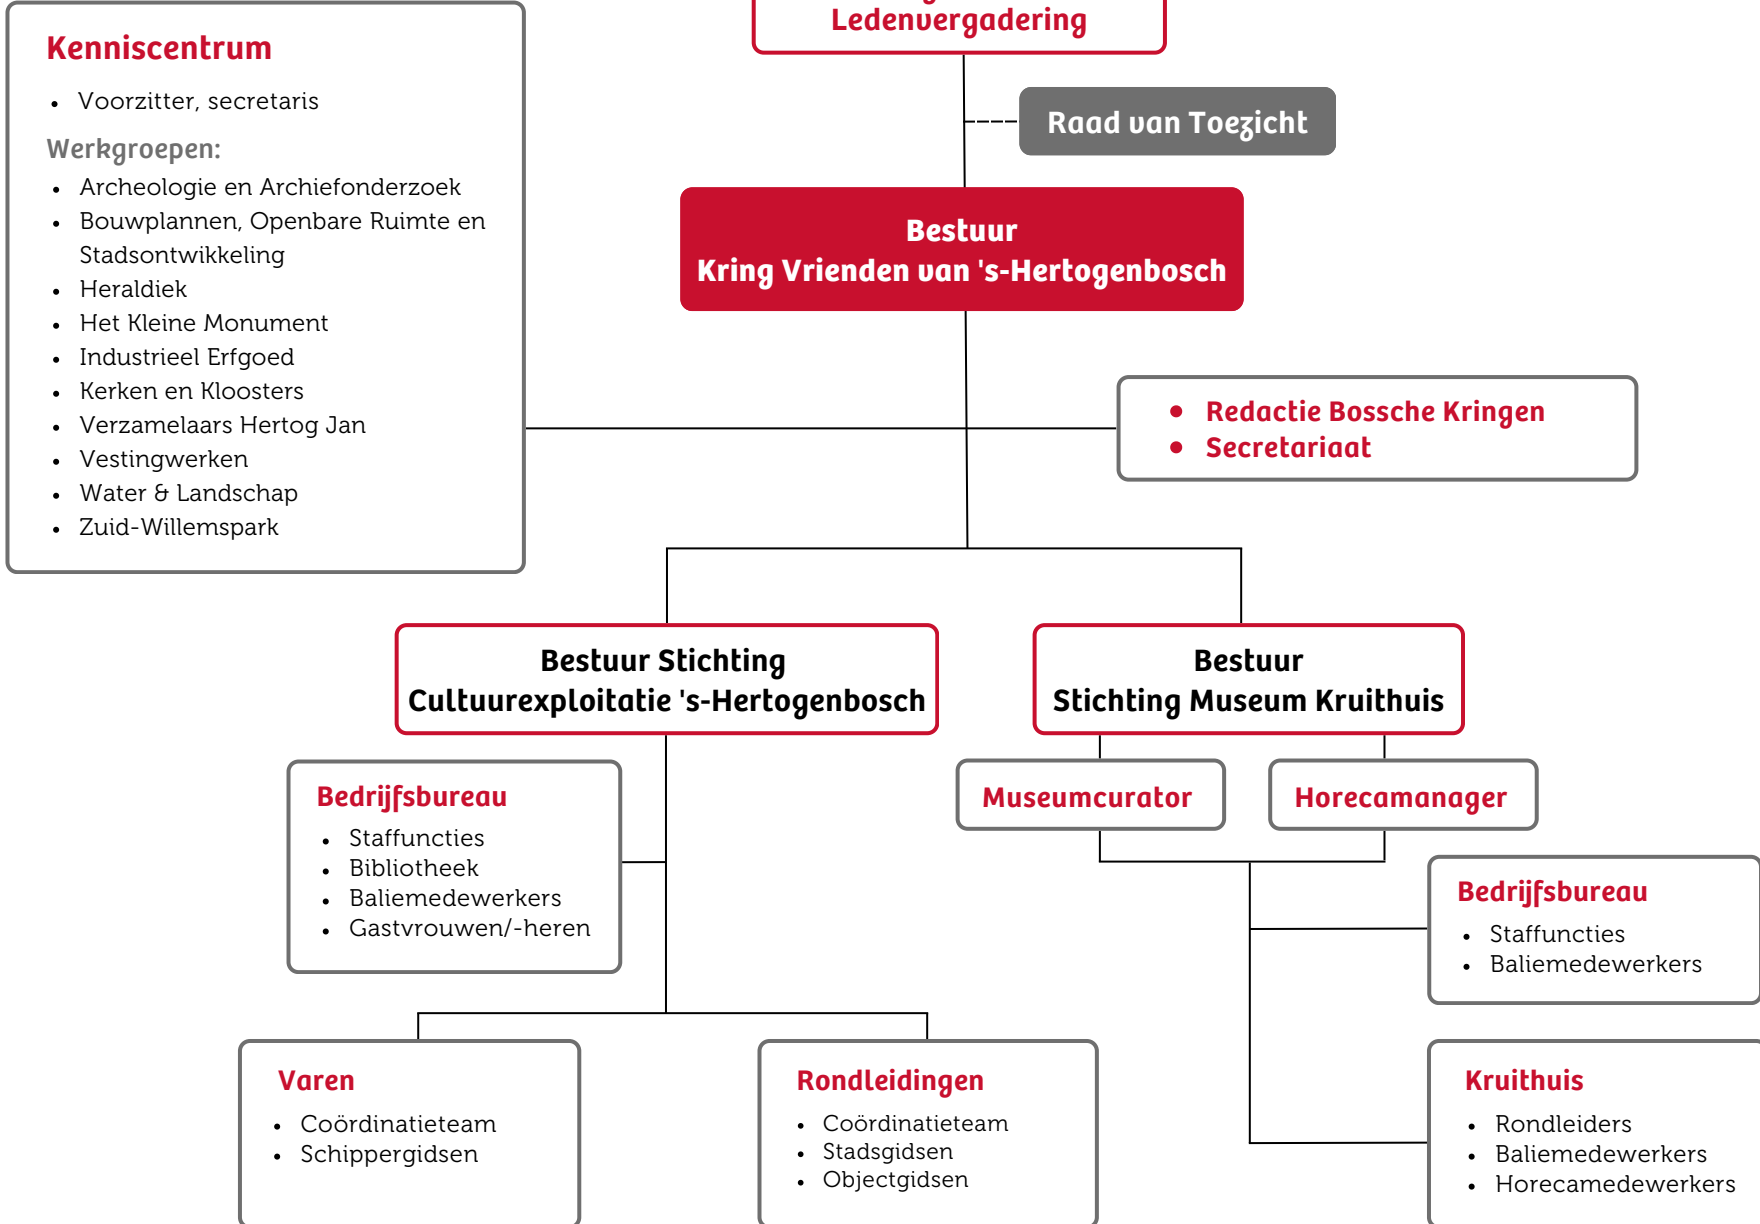 Ledenvergadering
Raad van Toezicht
Bestuur
Kring Vrienden van 's-Hertogenbosch
Kenniscentrum
• Voorzitter, secretaris
Werkgroepen:
• Archeologie en Archiefonderzoek
• Bouwplannen, Openbare Ruimte en
Stadsontwikkeling
• Heraldiek
• Het Kleine Monument
• Industrieel Erfgoed
• Kerken en Kloosters
• Verzamelaars Hertog Jan
• Vestingwerken
• Water & Landschap
• Zuid-Willemspark
• Redactie Bossche Kringen
• Secretariaat
Bestuur Stichting
Cultuurexploitatie 's-Hertogenbosch
Bestuur
Stichting Museum Kruithuis
Bedrijfsbureau
• Staffuncties
• Bibliotheek
• Baliemedewerkers
• Gastvrouwen/-heren
Museumcurator
Horecamanager
Bedrijfsbureau
• Staffuncties
• Baliemedewerkers
Varen
• Coördinatieteam
• Schippergidsen
Rondleidingen
• Coördinatieteam
• Stadsgidsen
• Objectgidsen
Kruithuis
• Rondleiders
• Baliemedewerkers
• Horecamedewerkers